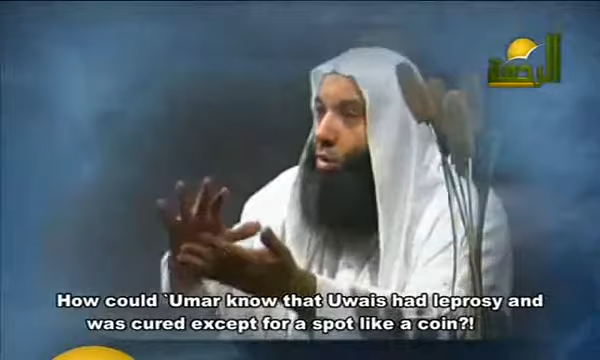 الرحمة
How could `Umar know that Uwais had leprosy and
was cured except for a spot like a coin?!